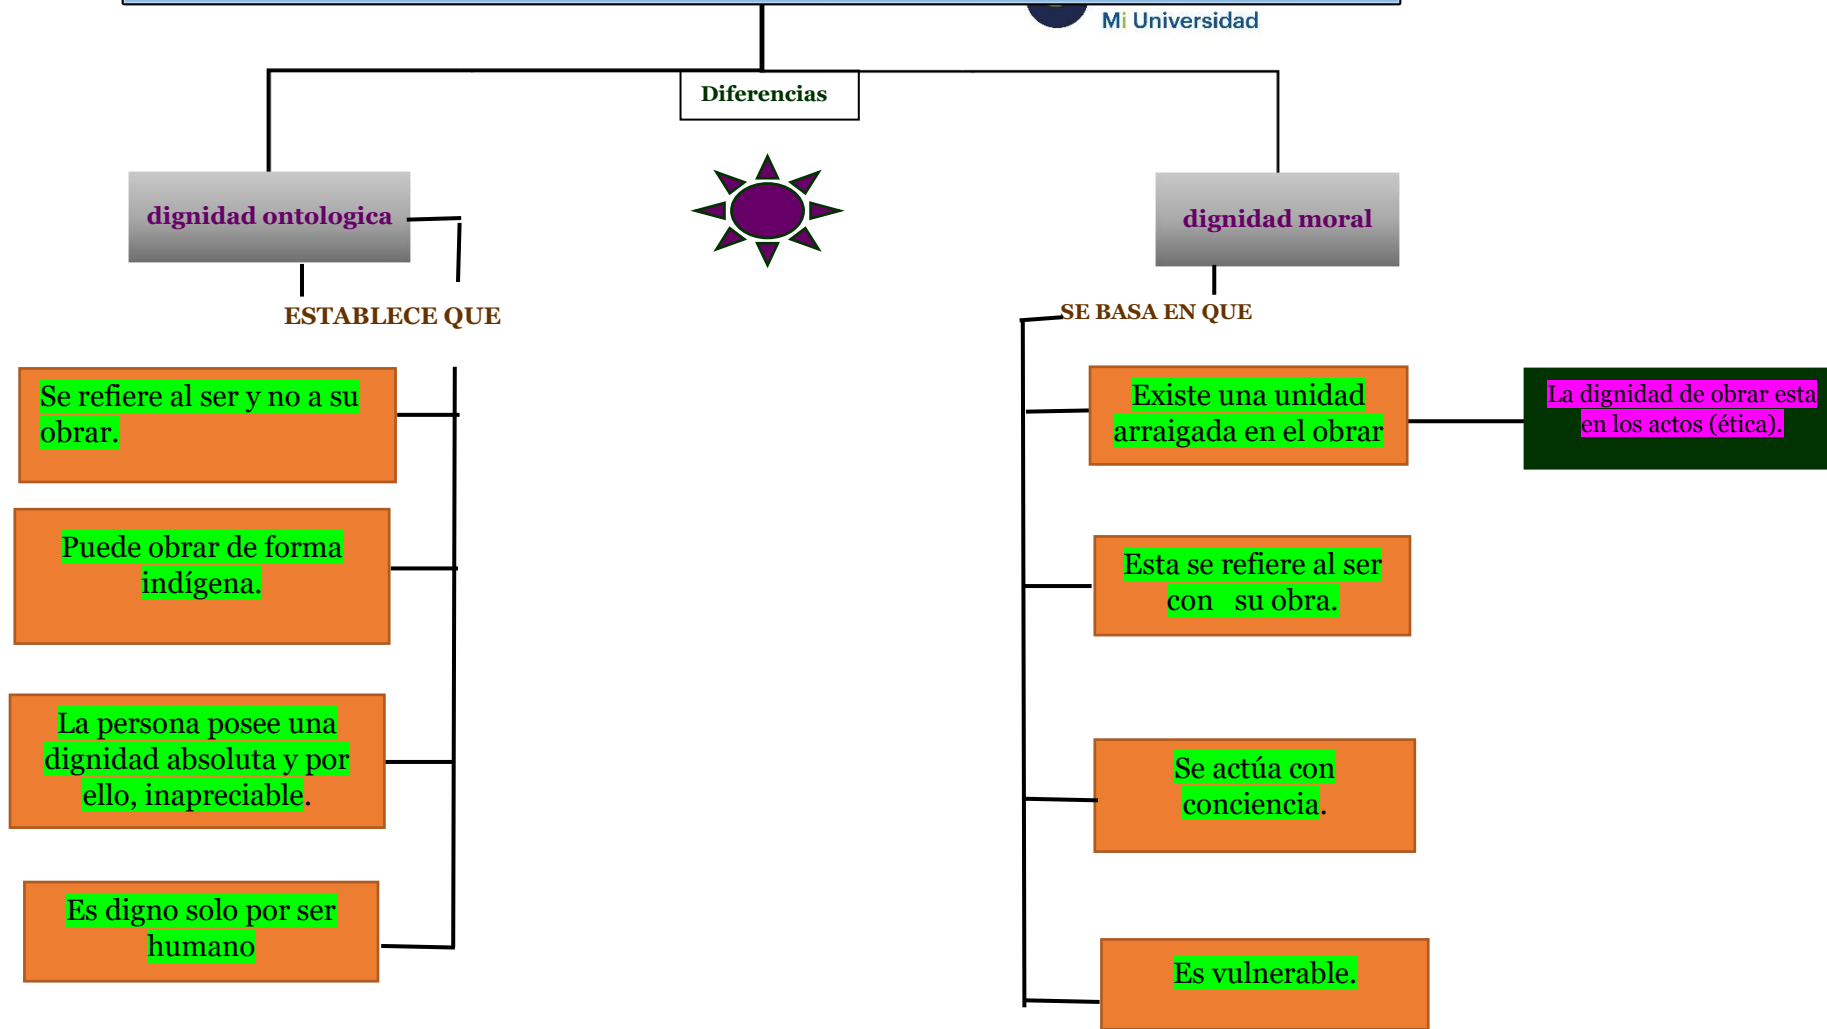 Mi Universidad
Diferencias
dignidad ontologica
ESTABLECE QUE
Se refiere al ser y no a su
obrar.
Puede obrar de forma
indígena.
La persona posee una
dignidad absoluta y por
ello, inapreciable.
Es digno solo por ser
humano
dignidad moral
SE BASA EN QUE
Existe una unidad
arraigada en el obrar
La dignidad de obrar esta
en los actos (ética).
Esta se refiere al ser
con su obra.
Se actúa con
conciencia.
Es vulnerable.